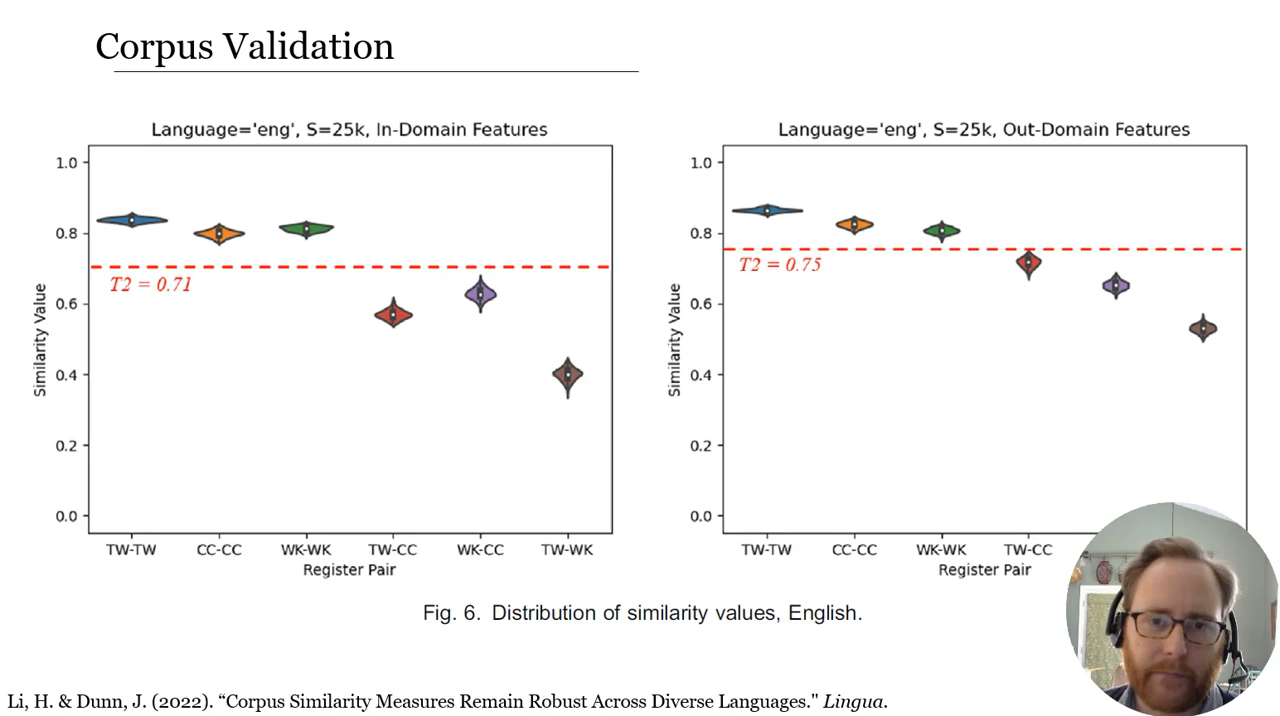 Corpus Validation
Language='eng', S=25k, In-Domain Features
1.0
0.8
0.6
0.4
0.2
0.0
Similarity Value
T2 = 0.71
TW-TW CC-CC WK-WK TW-CC WK-CC TW-WK
Register Pair
Language='eng', S=25k, Out-Domain Features
1.0
0.8
0.6
0.4
0.2
0.0
Similarity Value
T2 = 0.75
TW-TW CC-CC WK-WK TW-CC
Register Pair
Fig. 6. Distribution of similarity values, English.
Li, H. & Dunn, J. (2022). “Corpus Similarity Measures Remain Robust Across Diverse Languages." Lingua.